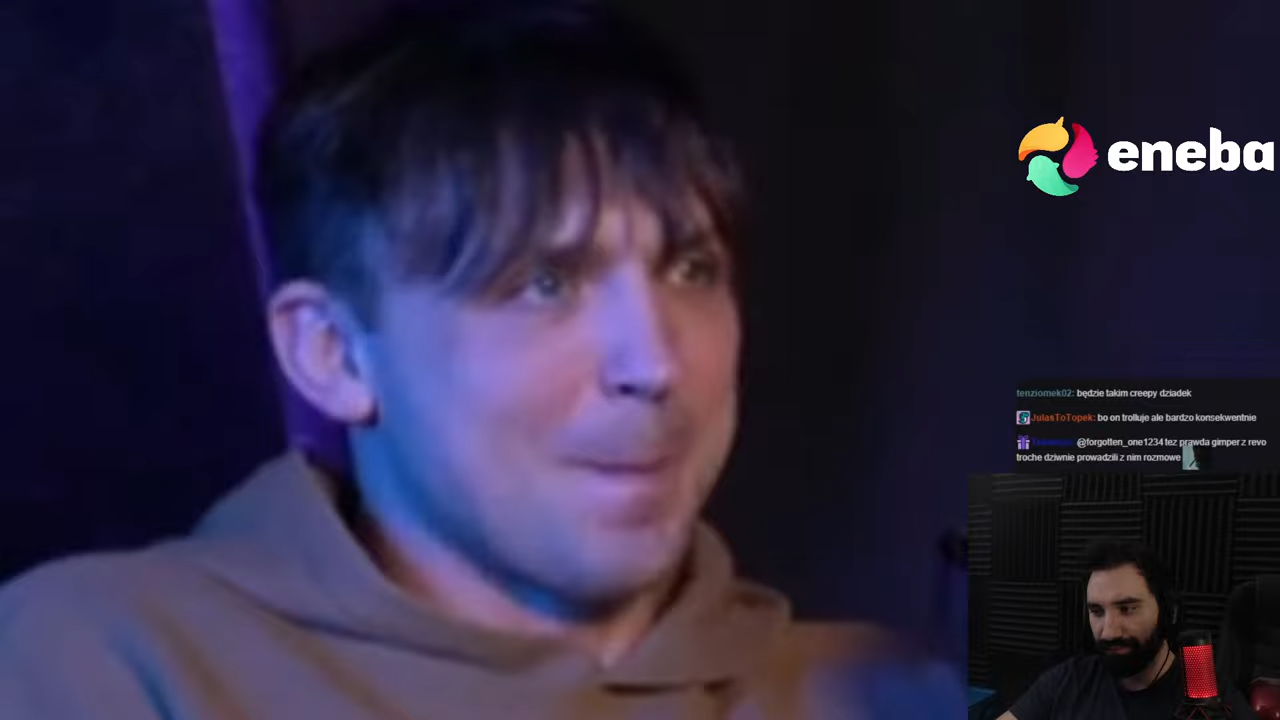 eneba
tenziomek02: będzie takim creepy dziadek
JulasToTopek: bo on trolluje ale bardzo konsekwentnie
@forgotten_one1234 tez prawda gimper z revo
troche dziwnie prowadzili z nim rozmowe